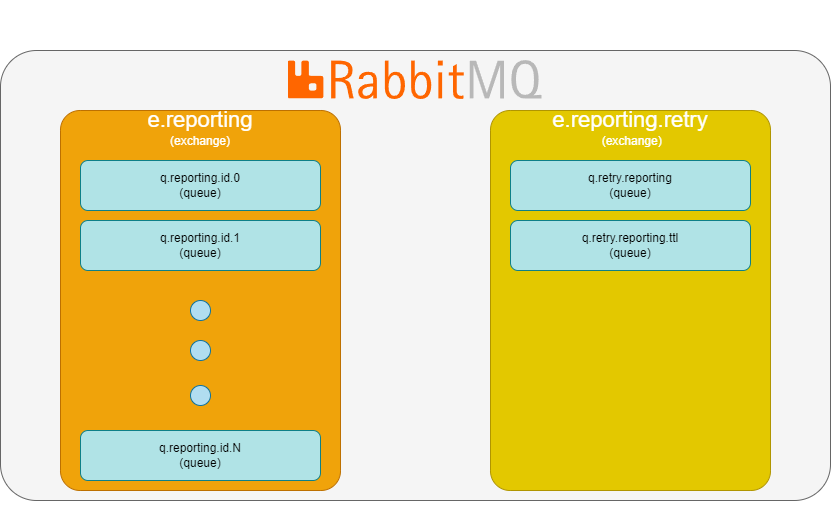 RabbitMQ
e.reporting
(exchange)
q.reporting.id.0
(queue)
q.reporting.id.1
(queue)
q.reporting.id.N
(queue)
e.reporting.retry
(exchange)
q.retry.reporting
(queue)
q.retry.reporting.ttl
(queue)